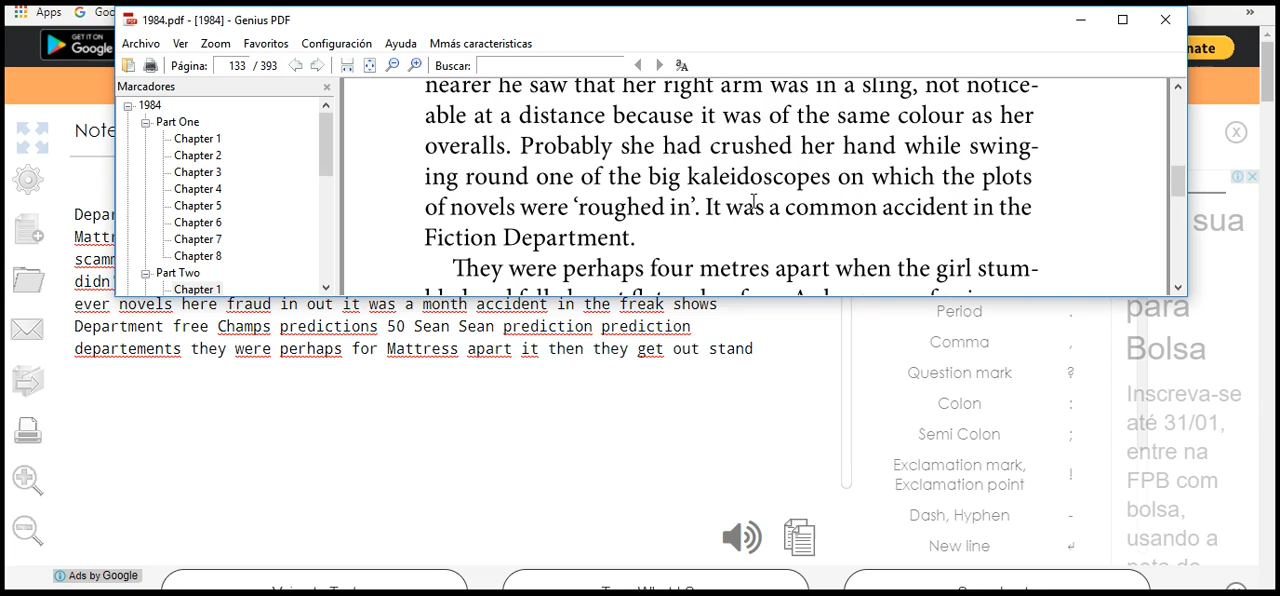 Apps
1984.pdf - [1984] - Genius PDF
GET IT ON
Google
Archivo Ver Zoom Favoritos Configuración Ayuda Mmás caracteristicas
Página: 133 / 393 Buscar:
Marcadores
1984
Part One
Chapter 1
Chapter 2
Chapter 3
Chapter 4
Chapter 5
Chapter 6
Chapter 7
Chapter 8
Part Two
Chapter 1
nearer he saw that her right arm was in a sling, not notice-
able at a distance because it was of the same colour as her
overalls. Probably she had crushed her hand while swing-
ing round one of the big kaleidoscopes on which the plots
of novels were ‘roughed in’. It was a common accident in the
Fiction Department.
They were perhaps four metres apart when the girl stum-
ever novels here fraud in out it was a month accident in the freak shows
Department free Champs predictions 50 Sean Sean prediction prediction
departements they were perhaps for Mattress apart it then they get out stand
Period .
Comma ,
Question mark ?
Colon :
Semi Colon ;
Exclamation mark, !
Exclamation point
Dash, Hyphen -
New line ↵
sua
para
Bolsa
Inscreva-se
até 31/01,
entre na
FPB com
bolsa,
usando a
Ads by Google